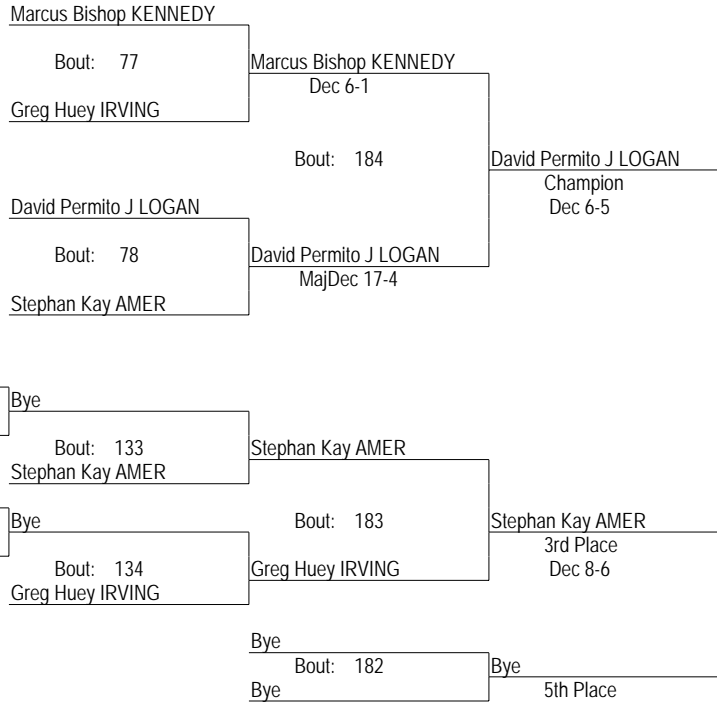 Marcus Bishop KENNEDY
Bout: 77
Marcus Bishop KENNEDY
Dec 6-1
Greg Huey IRVING
Bout: 184
David Permito J LOGAN
Champion
Dec 6-5
David Permito J LOGAN
Bout: 78
David Permito J LOGAN
MajDec 17-4
Stephan Kay AMER
Bye
Bout: 133
Stephan Kay AMER
Stephan Kay AMER
Bye
Bout: 183
Stephan Kay AMER
3rd Place
Dec 8-6
Bout: 134
Greg Huey IRVING
Greg Huey IRVING
Bye
Bout: 182
Bye
Bye
5th Place